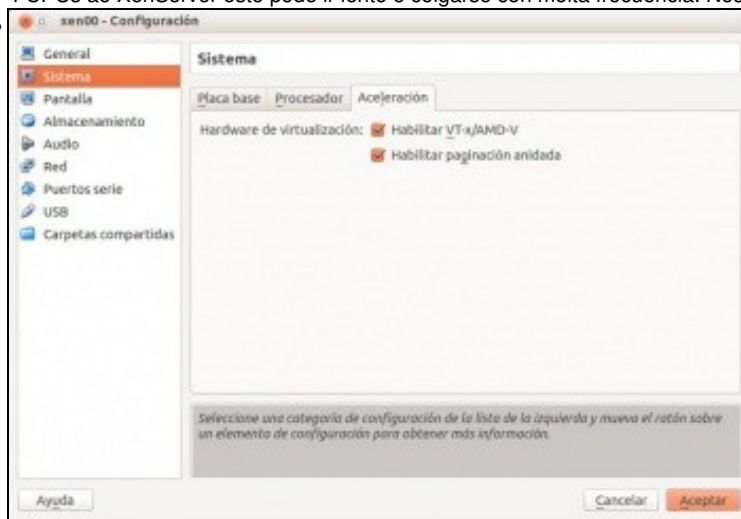 xen00 - Configuración
General
Sistema
Pantalla
Almacenamiento
Audio
Red
Puertos serie
USB
Carpetas compartidas
Sistema
Placa base Procesador Aceleración
Hardware de virtualización: Habilitar VT-x/AMD-V
Habilitar paginación anidada
Seleccione una categoría de configuración de la lista de la izquierda y mueva el ratón sobre
un elemento de configuración para obtener más información.
Ayuda Cancelar Aceptar